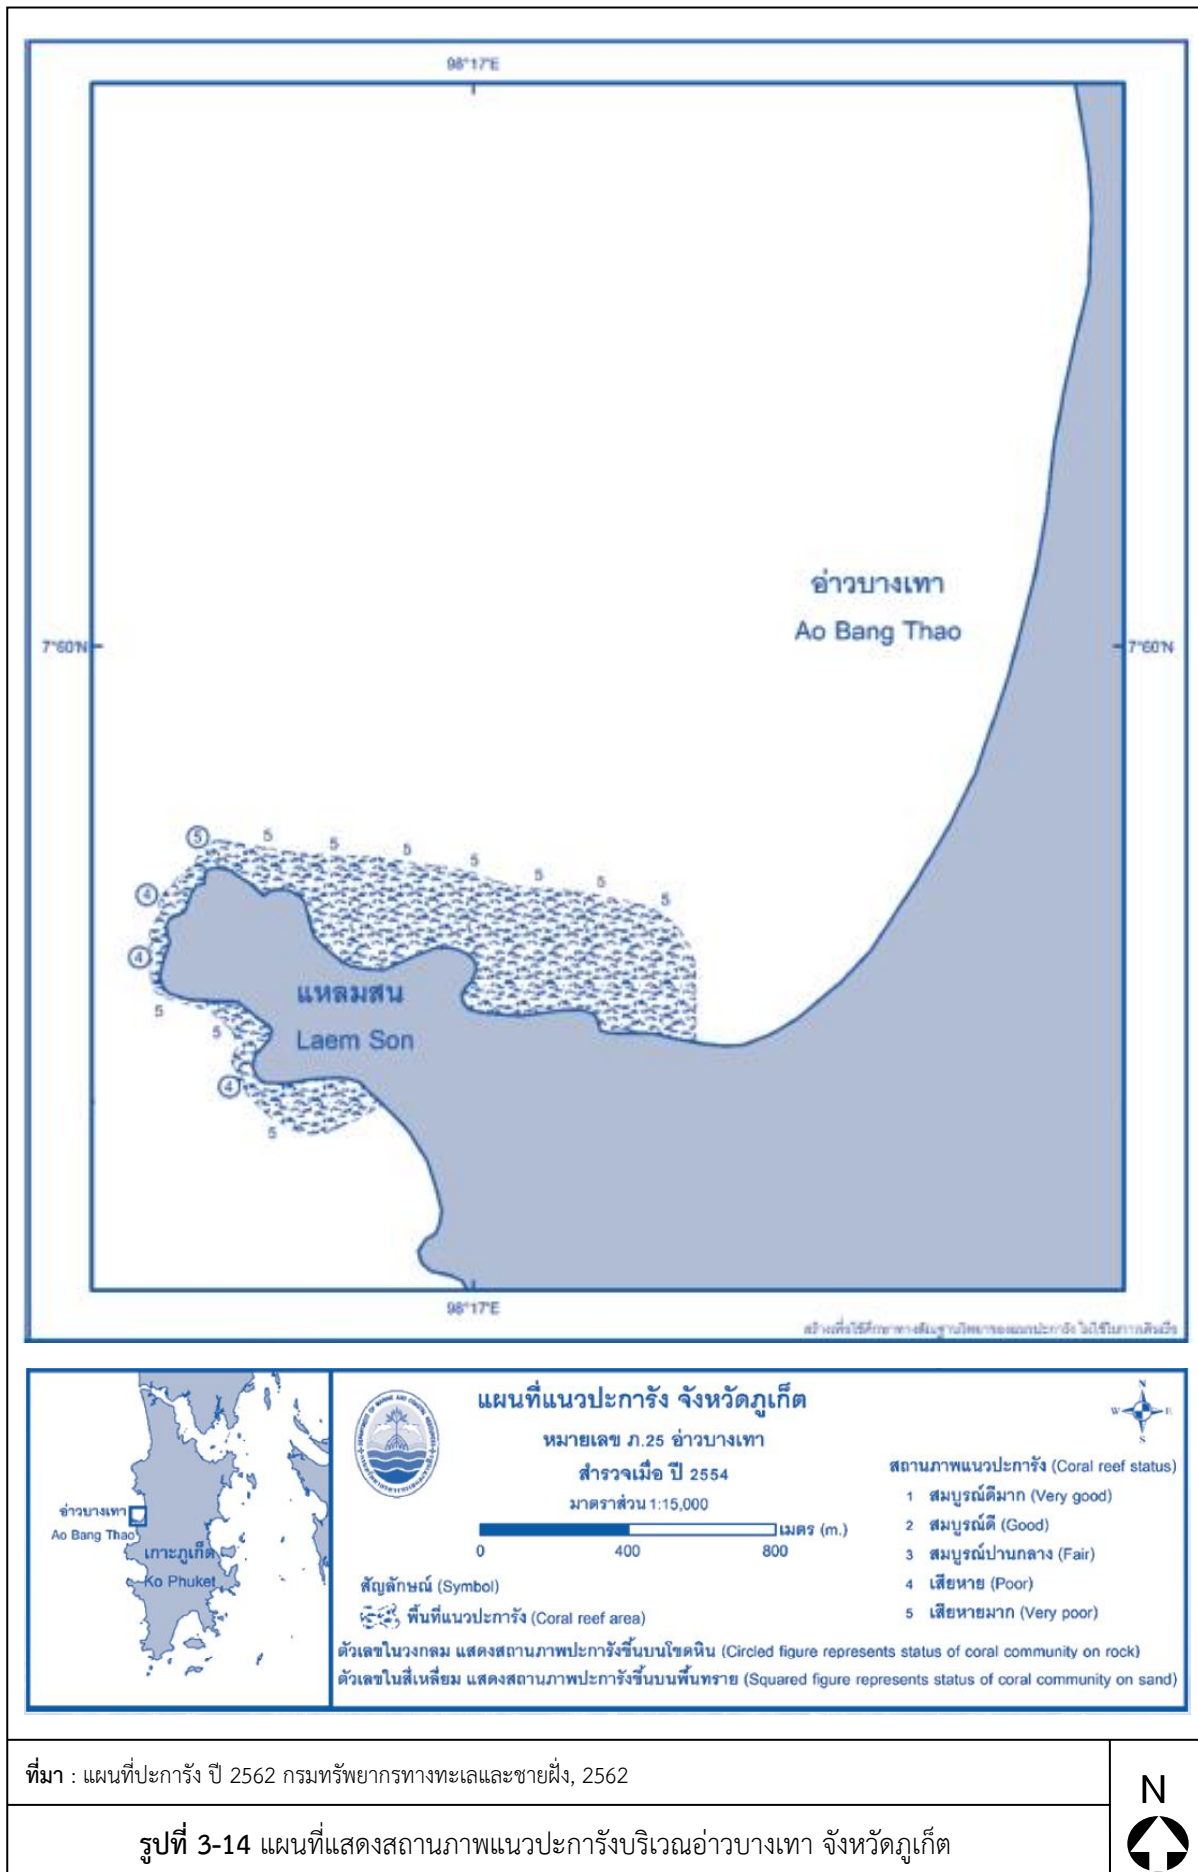 98°17'E
อ่าวบางเทา
Ao Bang Thao
7°60'N
7°60'N
5
5
5
5
5
5
5
5
4
4
แหลมสน
Laem Son
5
5
4
5
98°17'E
แผนที่แนวปะการัง จังหวัดภูเก็ต
หมายเลข ภ.25 อ่าวบางเทา
สำรวจเมื่อ ปี 2554
มาตราส่วน 1:15,000
เมตร (m.)
0 400 800
สัญลักษณ์ (Symbol)
พื้นที่แนวปะการัง (Coral reef area)
N
W E
S
สถานภาพแนวปะการัง (Coral reef status)
1 สมบูรณ์ดีมาก (Very good)
2 สมบูรณ์ดี (Good)
3 สมบูรณ์ปานกลาง (Fair)
4 เสียหาย (Poor)
5 เสียหายมาก (Very poor)
อ่าวบางเทา
Ao Bang Thao
เกาะภูเก็ต
Ko Phuket
ตัวเลขในวงกลม แสดงสถานภาพปะการังขึ้นบนโขดหิน (Circled figure represents status of coral community on rock)
ตัวเลขในสี่เหลี่ยม แสดงสถานภาพปะการังขึ้นบนพื้นทราย (Squared figure represents status of coral community on sand)
ที่มา : แผนที่ปะการัง ปี 2562 กรมทรัพยากรทางทะเลและชายฝั่ง, 2562
N
รูปที่ 3-14 แผนที่แสดงสถานภาพแนวปะการังบริเวณอ่าวบางเทา จังหวัดภูเก็ต